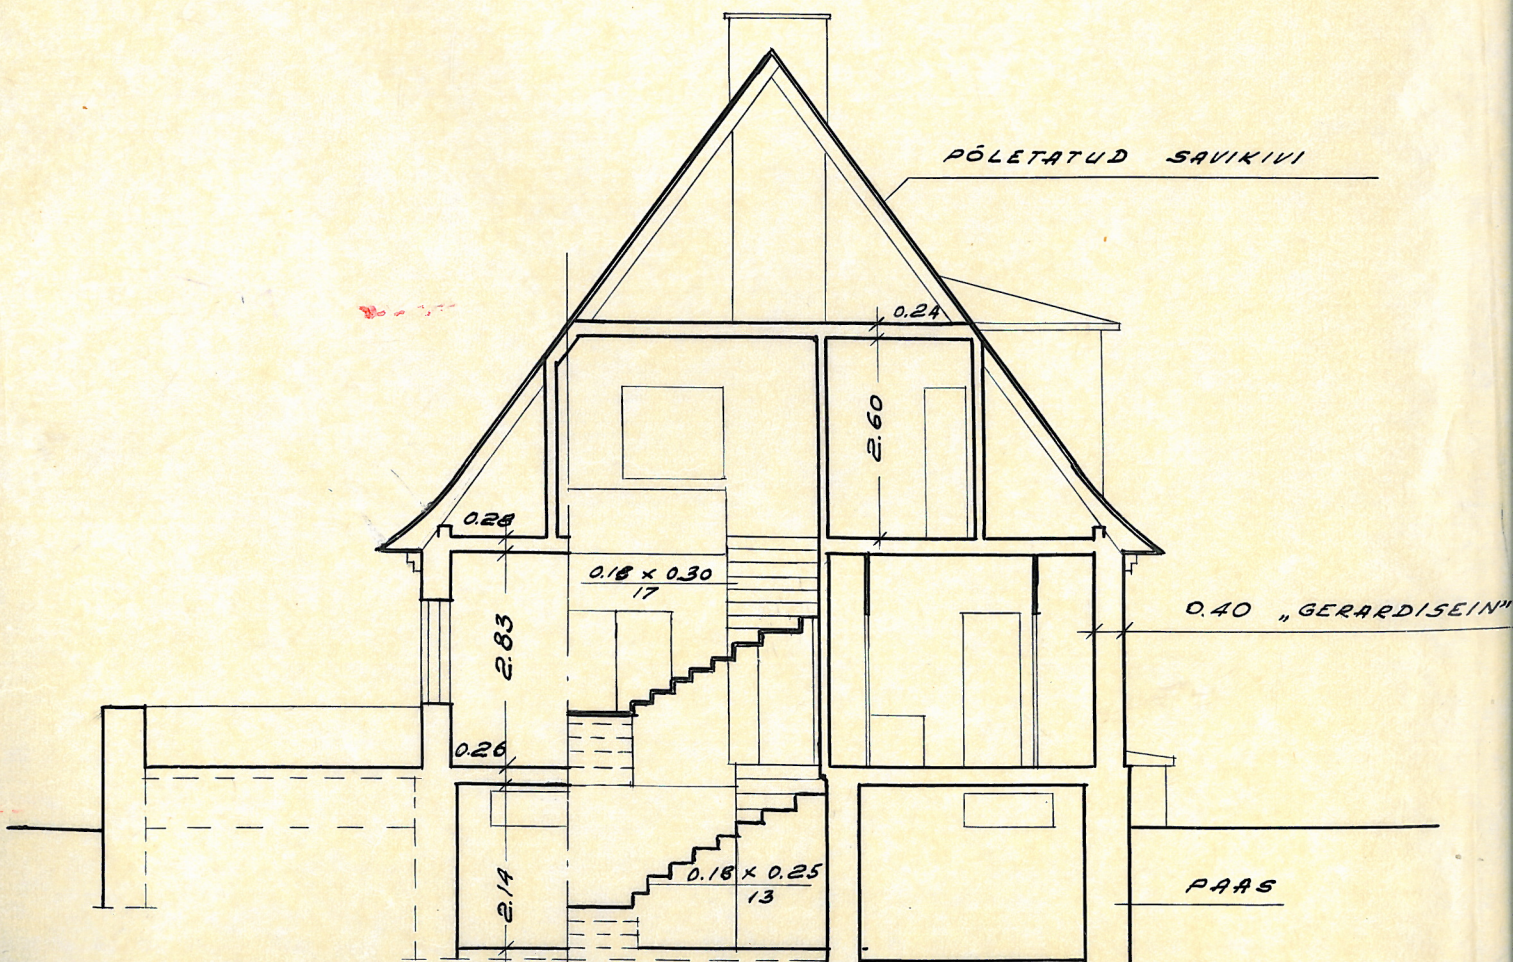 PÕLETATUD SAVIKIVI
0.24
2.60
0.28
0.18 x 0.30
17
0.40 „GERARDISEIN"
2.83
0.26
0.18 x 0.25
13
2.14
PAAS